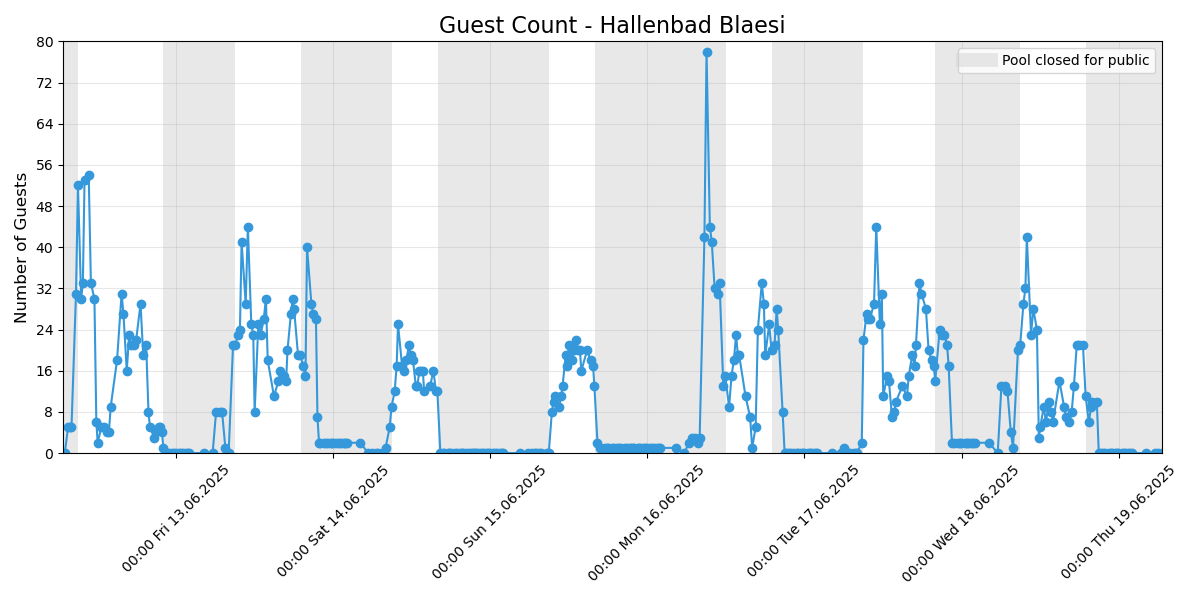 Guest Count - Hallenbad Blaesi
Pool closed for public
Number of Guests
80
72
64
56
48
40
32
24
16
8
0
00:00 Fri 13.06.2025
00:00 Sat 14.06.2025
00:00 Sun 15.06.2025
00:00 Mon 16.06.2025
00:00 Tue 17.06.2025
00:00 Wed 18.06.2025
00:00 Thu 19.06.2025